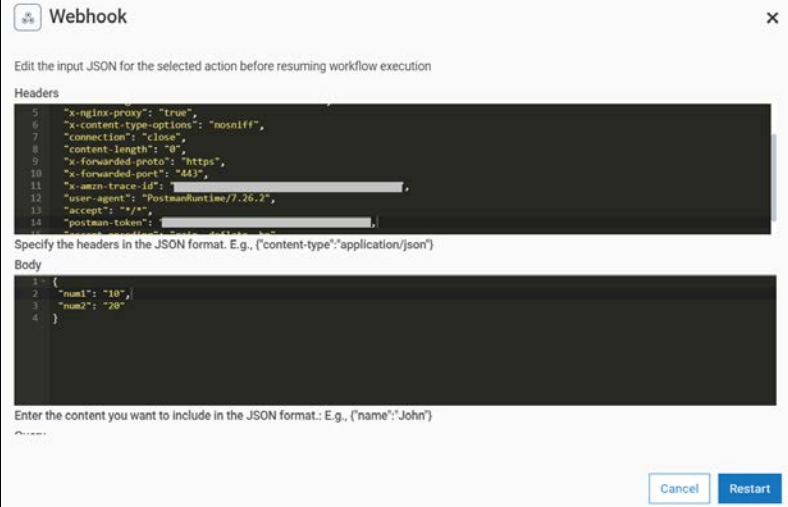 Webhook
Edit the input JSON for the selected action before resuming workflow execution
Headers
5 "x-nginx-proxy": "true",
6 "x-content-type-options": "nosniff",
7 "connection": "close",
8 "content-length": "0",
9 "x-forwarded-proto": "https",
10 "x-forwarded-port": "443",
11 "x-amzn-trace-id": "
12 "user-agent": "PostmanRuntime/7.26.2",
13 "accept": "*/*",
14 "postman-token": "
Specify the headers in the JSON format. E.g., {"content-type":"application/json"}
Body
1 {
2 "num1": "10",
3 "num2": "20"
4 }
Enter the content you want to include in the JSON format.: E.g., {"name":"John"}
Cancel Restart